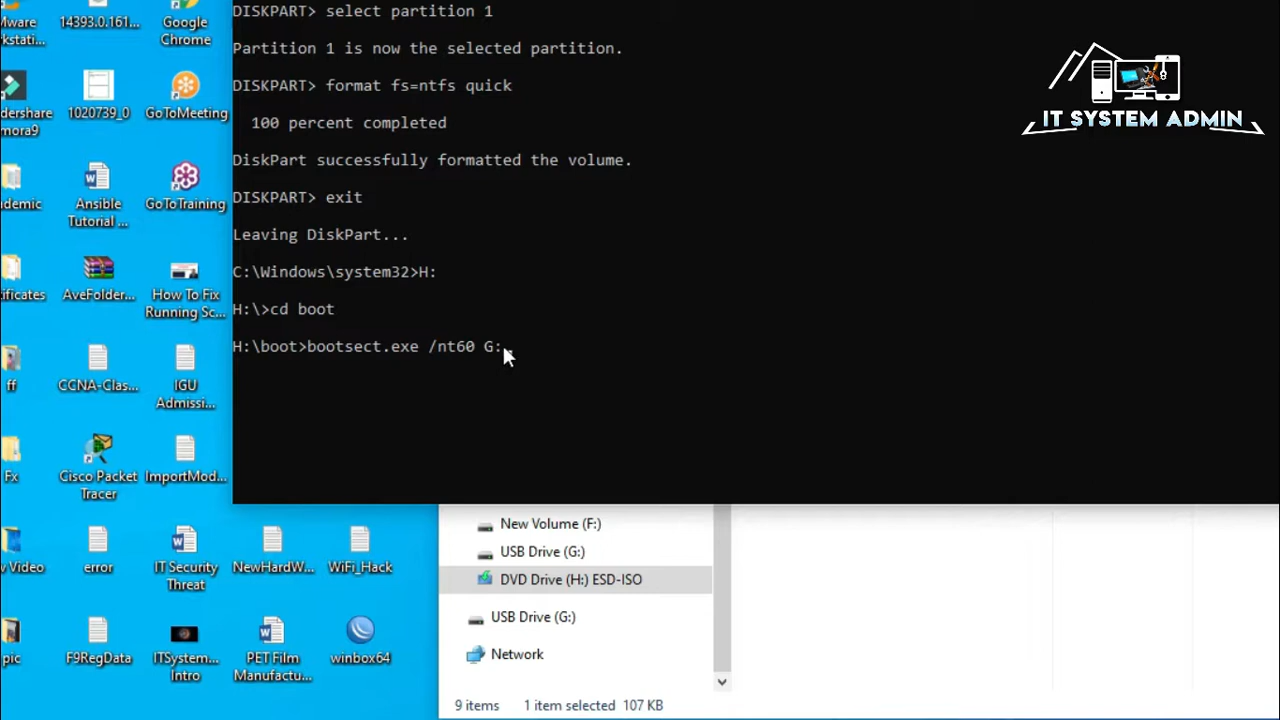 DISKPART> select partition 1
Partition 1 is now the selected partition.
DISKPART> format fs=ntfs quick
100 percent completed
DiskPart successfully formatted the volume.
DISKPART> exit
Leaving DiskPart...
C:\Windows\system32>H:
H:\>cd boot
H:\boot>bootsect.exe /nt60 G:
IT SYSTEM ADMIN
14393.0.161...
Google
Chrome
1020739_0
GoToMeeting
Ansible
Tutorial ...
GoToTraining
AveFolder...
How To Fix
Running Sc...
ff
CCNA-Clas...
IGU
Admissi...
Fx
Cisco Packet
Tracer
ImportMod...
Video
error
IT Security
Threat
NewHardW...
WiFi_Hack
pic
F9RegData
ITSystem...
Intro
PET Film
Manufactu...
winbox64
New Volume (F:)
USB Drive (G:)
DVD Drive (H:) ESD-ISO
USB Drive (G:)
Network
9 items 1 item selected 107 KB